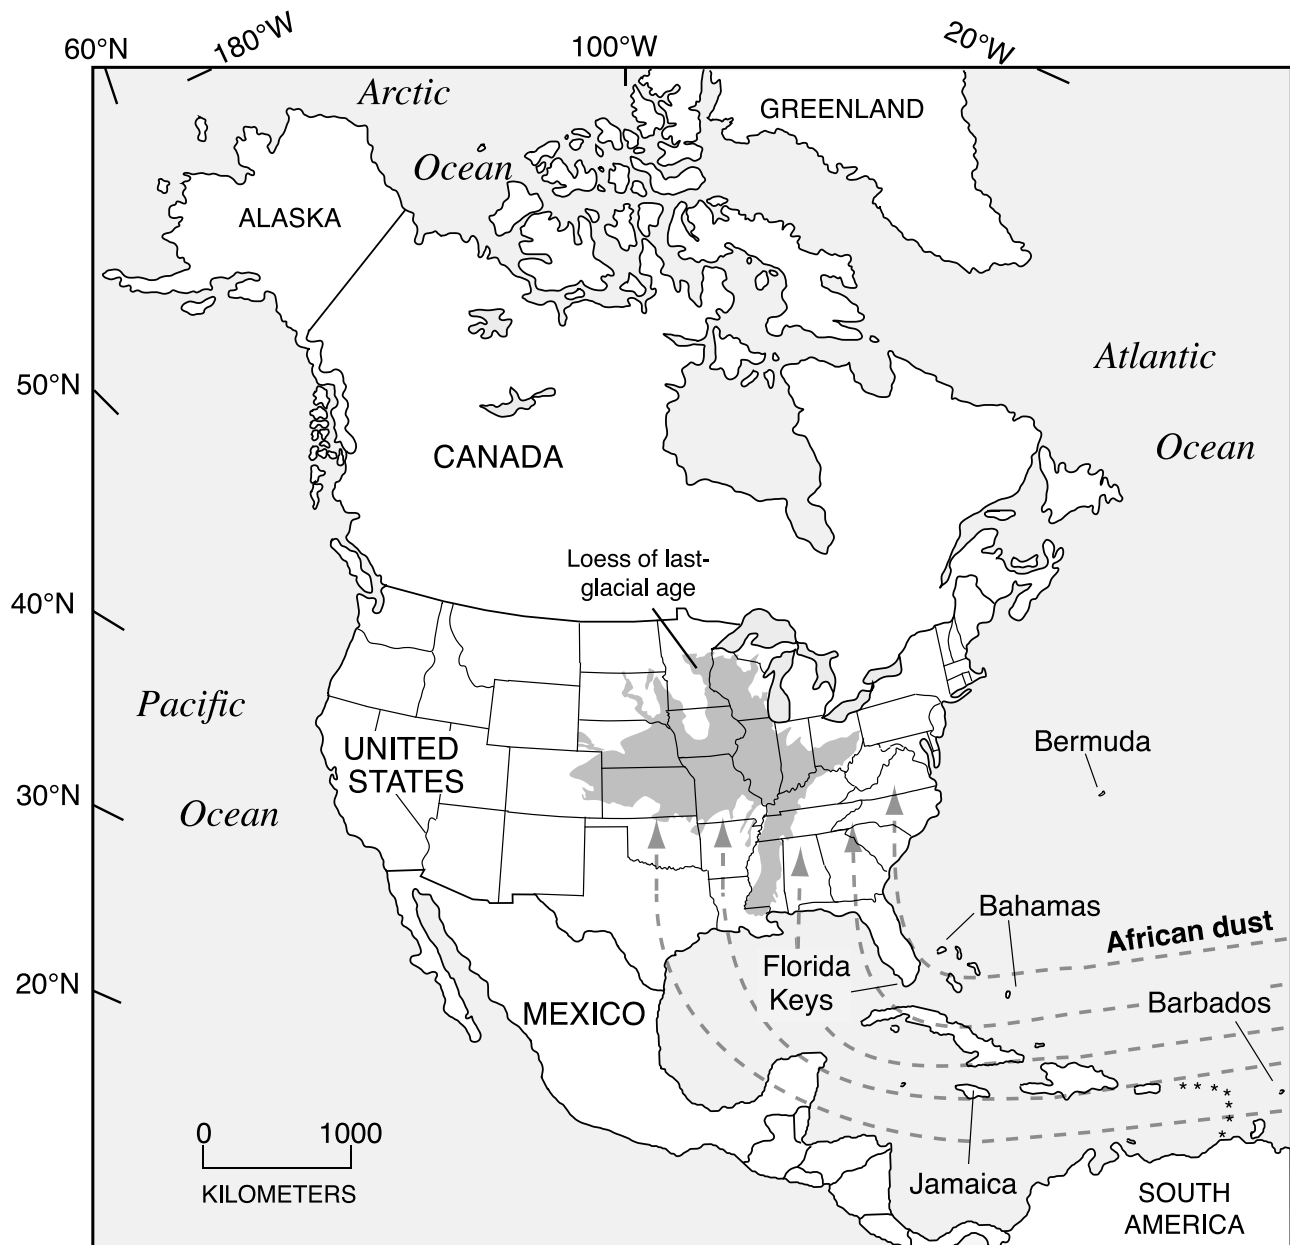 60°N
180°W
100°W
20°W
Arctic
Ocean
GREENLAND
ALASKA
50°N
Atlantic
Ocean
CANADA
Loess of last-
glacial age
40°N
Pacific
Ocean
UNITED
STATES
Bermuda
30°N
Bahamas
African dust
Florida
Keys
20°N
MEXICO
Barbados
0 1000
KILOMETERS
Jamaica
SOUTH
AMERICA